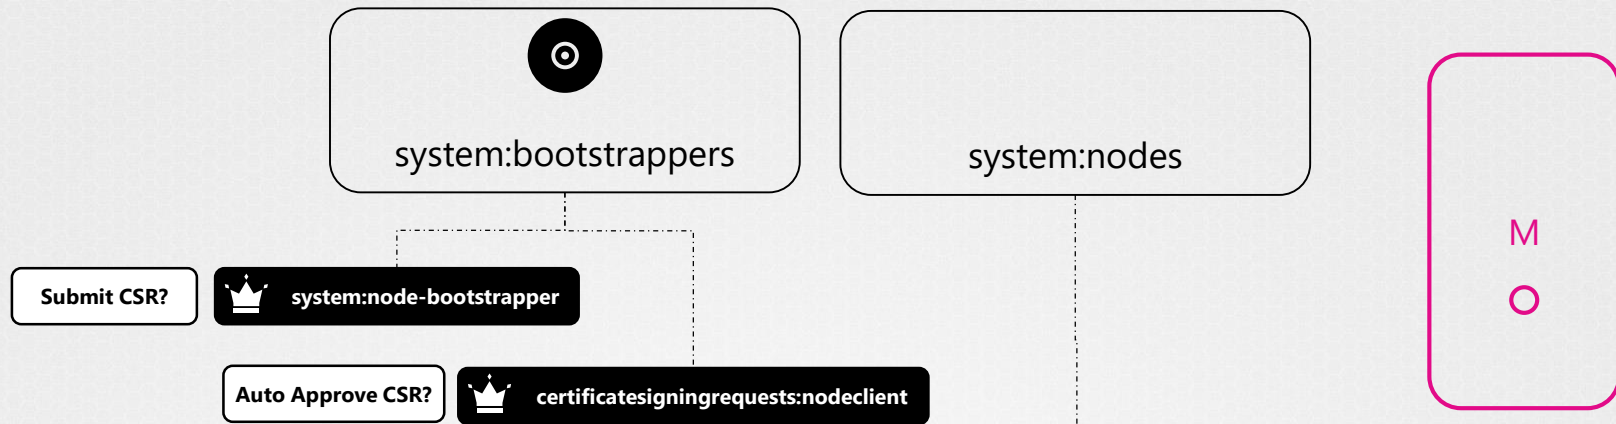 system:bootstrappers
system:nodes
M
Submit CSR?
system:node-bootstrapper
Auto Approve CSR?
certificatesigningrequests:nodeclient